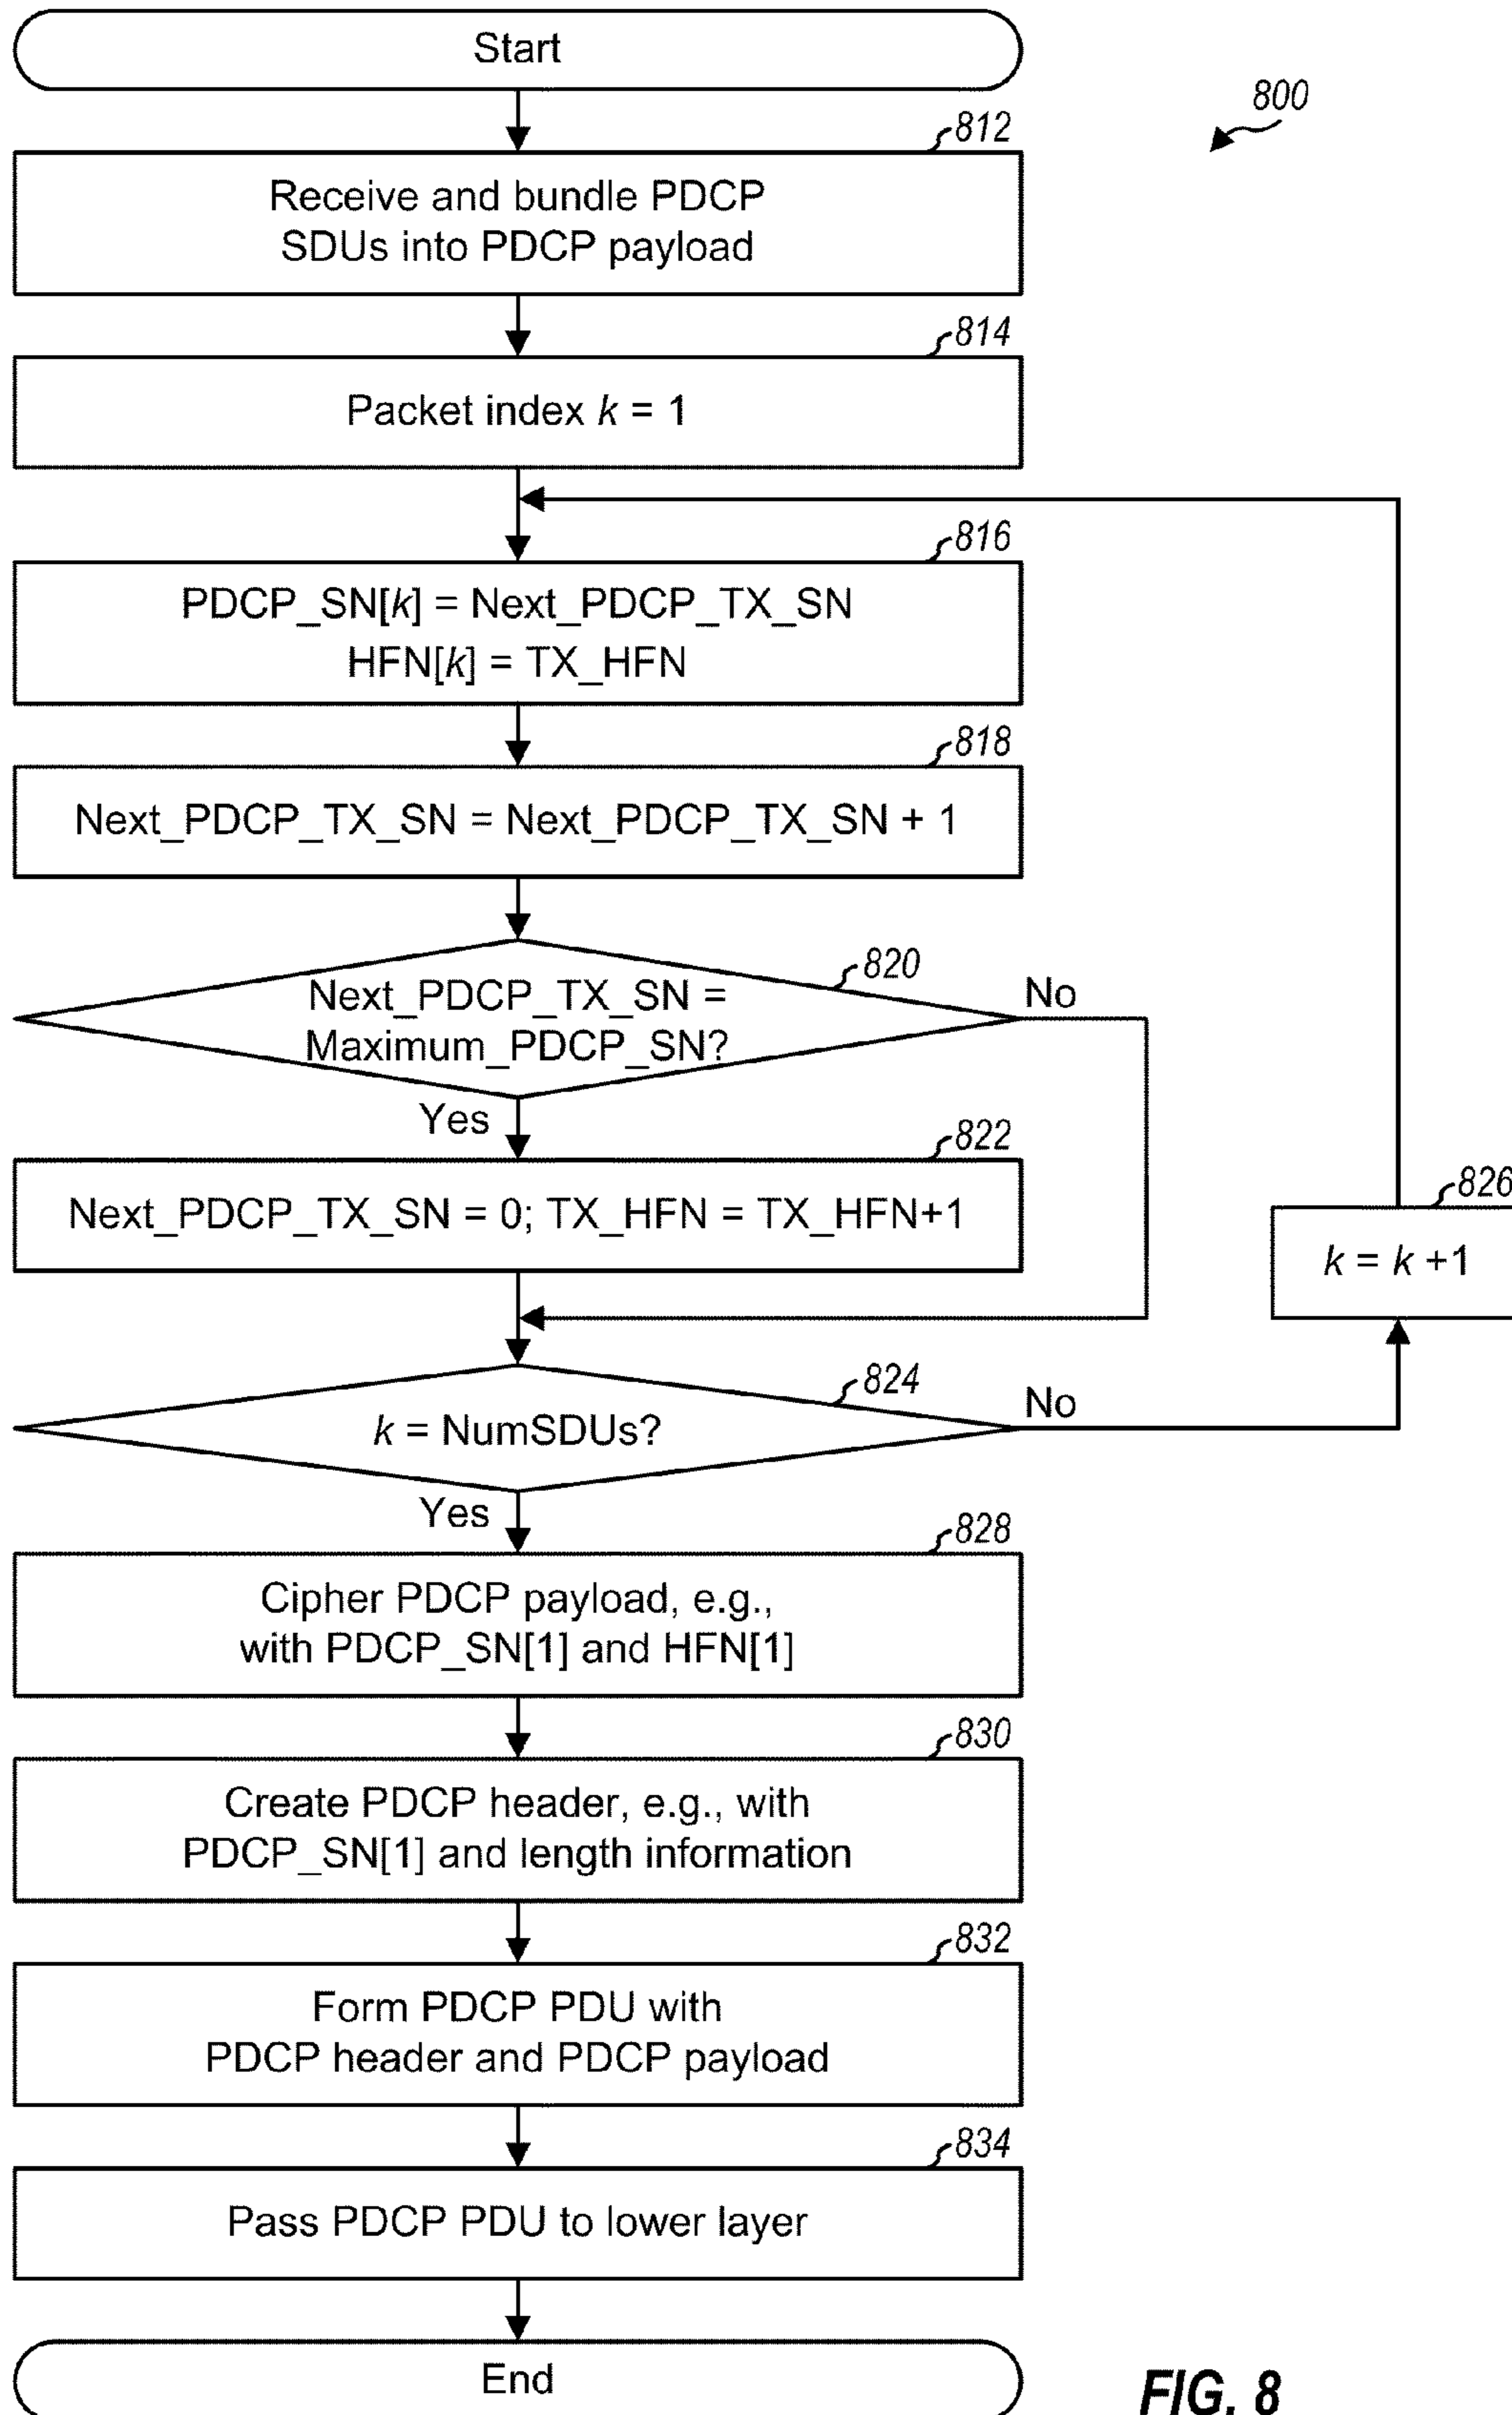 Start
800
812
Receive and bundle PDCP
SDUs into PDCP payload
814
Packet index k = 1
816
PDCP_SN[k] = Next_PDCP_TX_SN
HFN[k] = TX_HFN
818
Next_PDCP_TX_SN = Next_PDCP_TX_SN + 1
820
Next_PDCP_TX_SN =
Maximum_PDCP_SN?
No
Yes
822
Next_PDCP_TX_SN = 0; TX_HFN = TX_HFN+1
826
k = k +1
824
k = NumSDUs?
No
Yes
828
Cipher PDCP payload, e.g.,
with PDCP_SN[1] and HFN[1]
830
Create PDCP header, e.g., with
PDCP_SN[1] and length information
832
Form PDCP PDU with
PDCP header and PDCP payload
834
Pass PDCP PDU to lower layer
End
FIG. 8